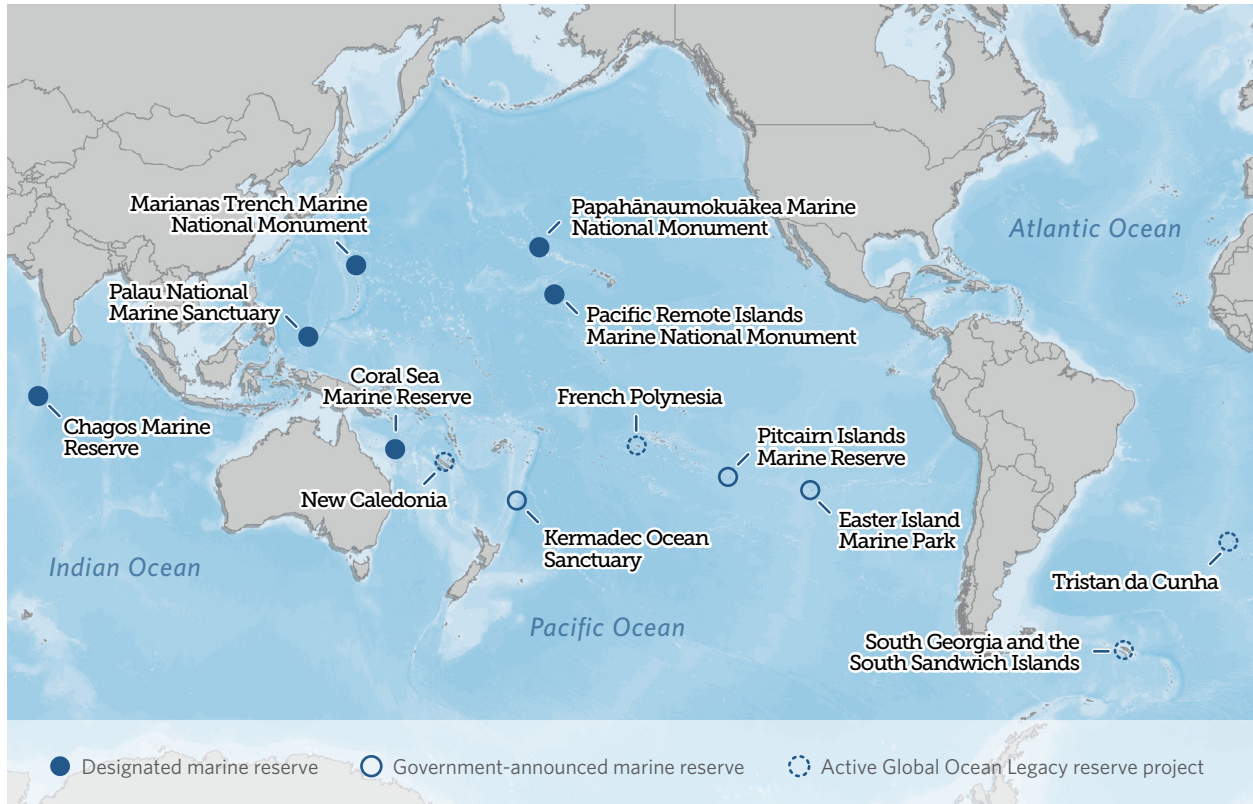 Marianas Trench Marine
National Monument
Papahānaumokuākea Marine
National Monument
Atlantic Ocean
Palau National
Marine Sanctuary
Pacific Remote Islands
Marine National Monument
Coral Sea
Marine Reserve
French Polynesia
Chagos Marine
Reserve
Pitcairn Islands
Marine Reserve
New Caledonia
Easter Island
Marine Park
Kermadec Ocean
Sanctuary
Indian Ocean
Tristan da Cunha
Pacific Ocean
South Georgia and the
South Sandwich Islands
Designated marine reserve
Government-announced marine reserve
Active Global Ocean Legacy reserve project